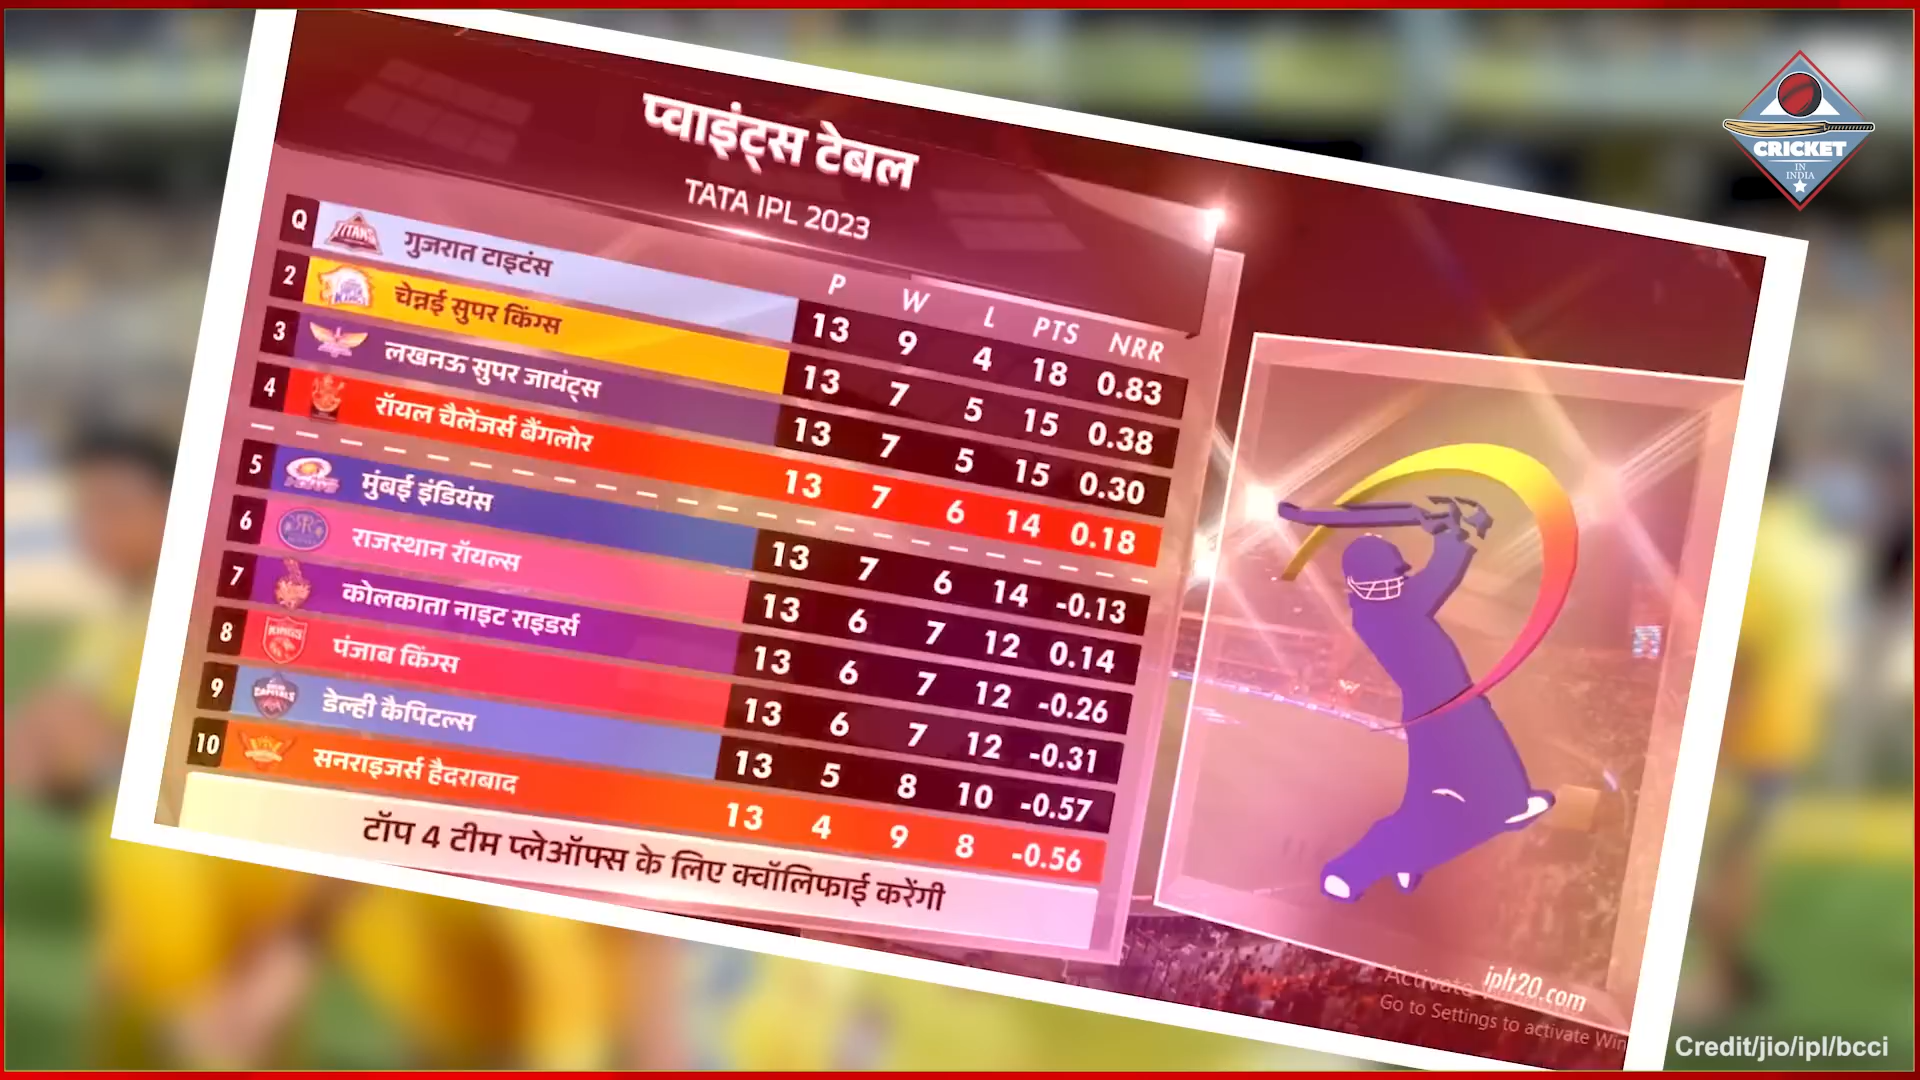 प्वाइंट्स टेबल
TATA IPL 2023
P W L PTS NRR
Q TITANS गुजरात टाइटंस 13 9 4 18 0.83
2 चेन्नई सुपर किंग्स 13 7 5 15 0.38
3 लखनऊ सुपर जायंट्स 13 7 5 15 0.30
4 रॉयल चैलेंजर्स बैंगलोर 13 7 6 14 0.18
5 मुंबई इंडियंस 13 7 6 14 -0.13
6 राजस्थान रॉयल्स 13 6 7 12 0.14
7 कोलकाता नाइट राइडर्स 13 6 7 12 -0.26
8 KINGS पंजाब किंग्स 13 6 7 12 -0.31
9 CAPITALS डेल्ही कैपिटल्स 13 5 8 10 -0.57
10 सनराइजर्स हैदराबाद 13 4 9 8 -0.56
टॉप 4 टीम प्लेऑफ्स के लिए क्वॉलिफाई करेंगी
CRICKET
IN
INDIA
iplt20.com
Activate
Go to Settings to activate Win
Credit/jio/ipl/bcci